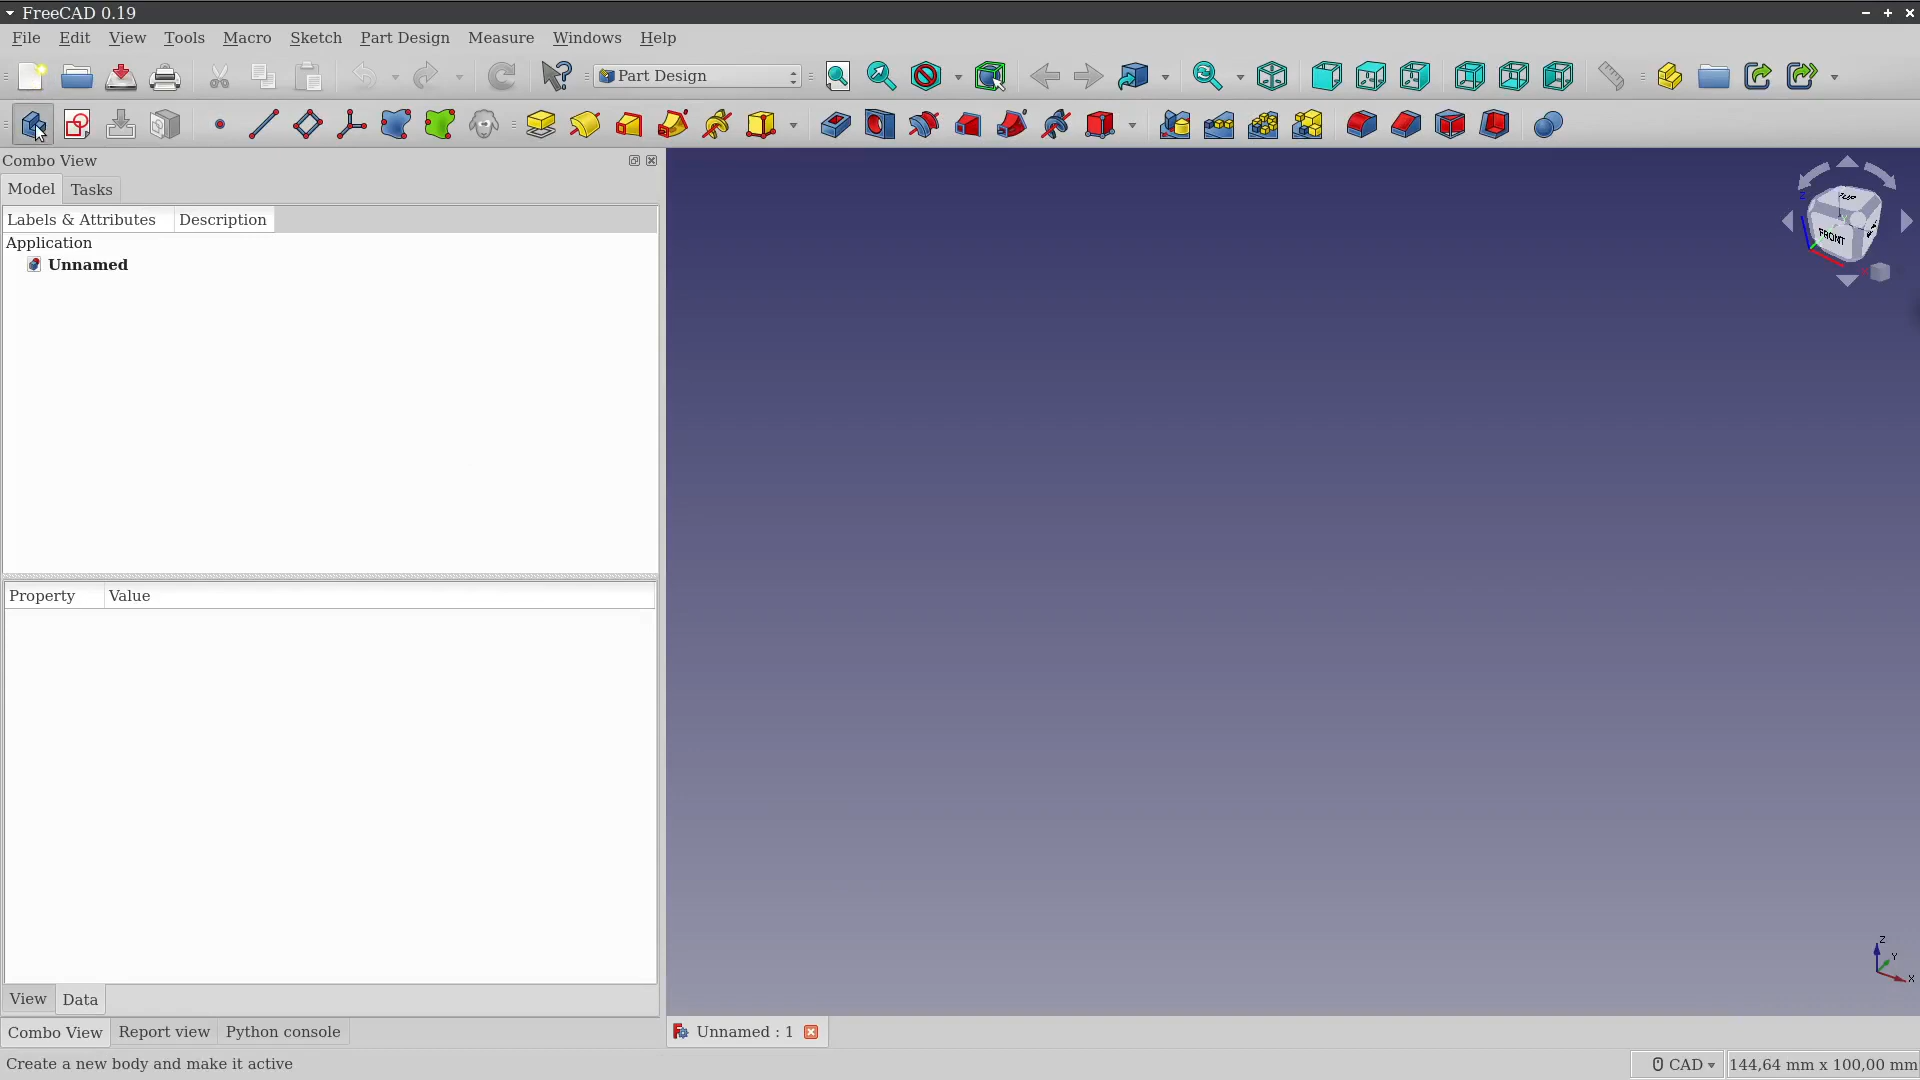 FreeCAD 0.19
File Edit View Tools Macro Sketch Part Design Measure Windows Help
Part Design
Combo View
Model Tasks
Labels & Attributes Description
Application
Unnamed
TOP
FRONT
Z
Property Value
Z
Y
X
View Data
Combo View Report view Python console
Unnamed : 1
Create a new body and make it active
CAD
144,64 mm x 100,00 mm